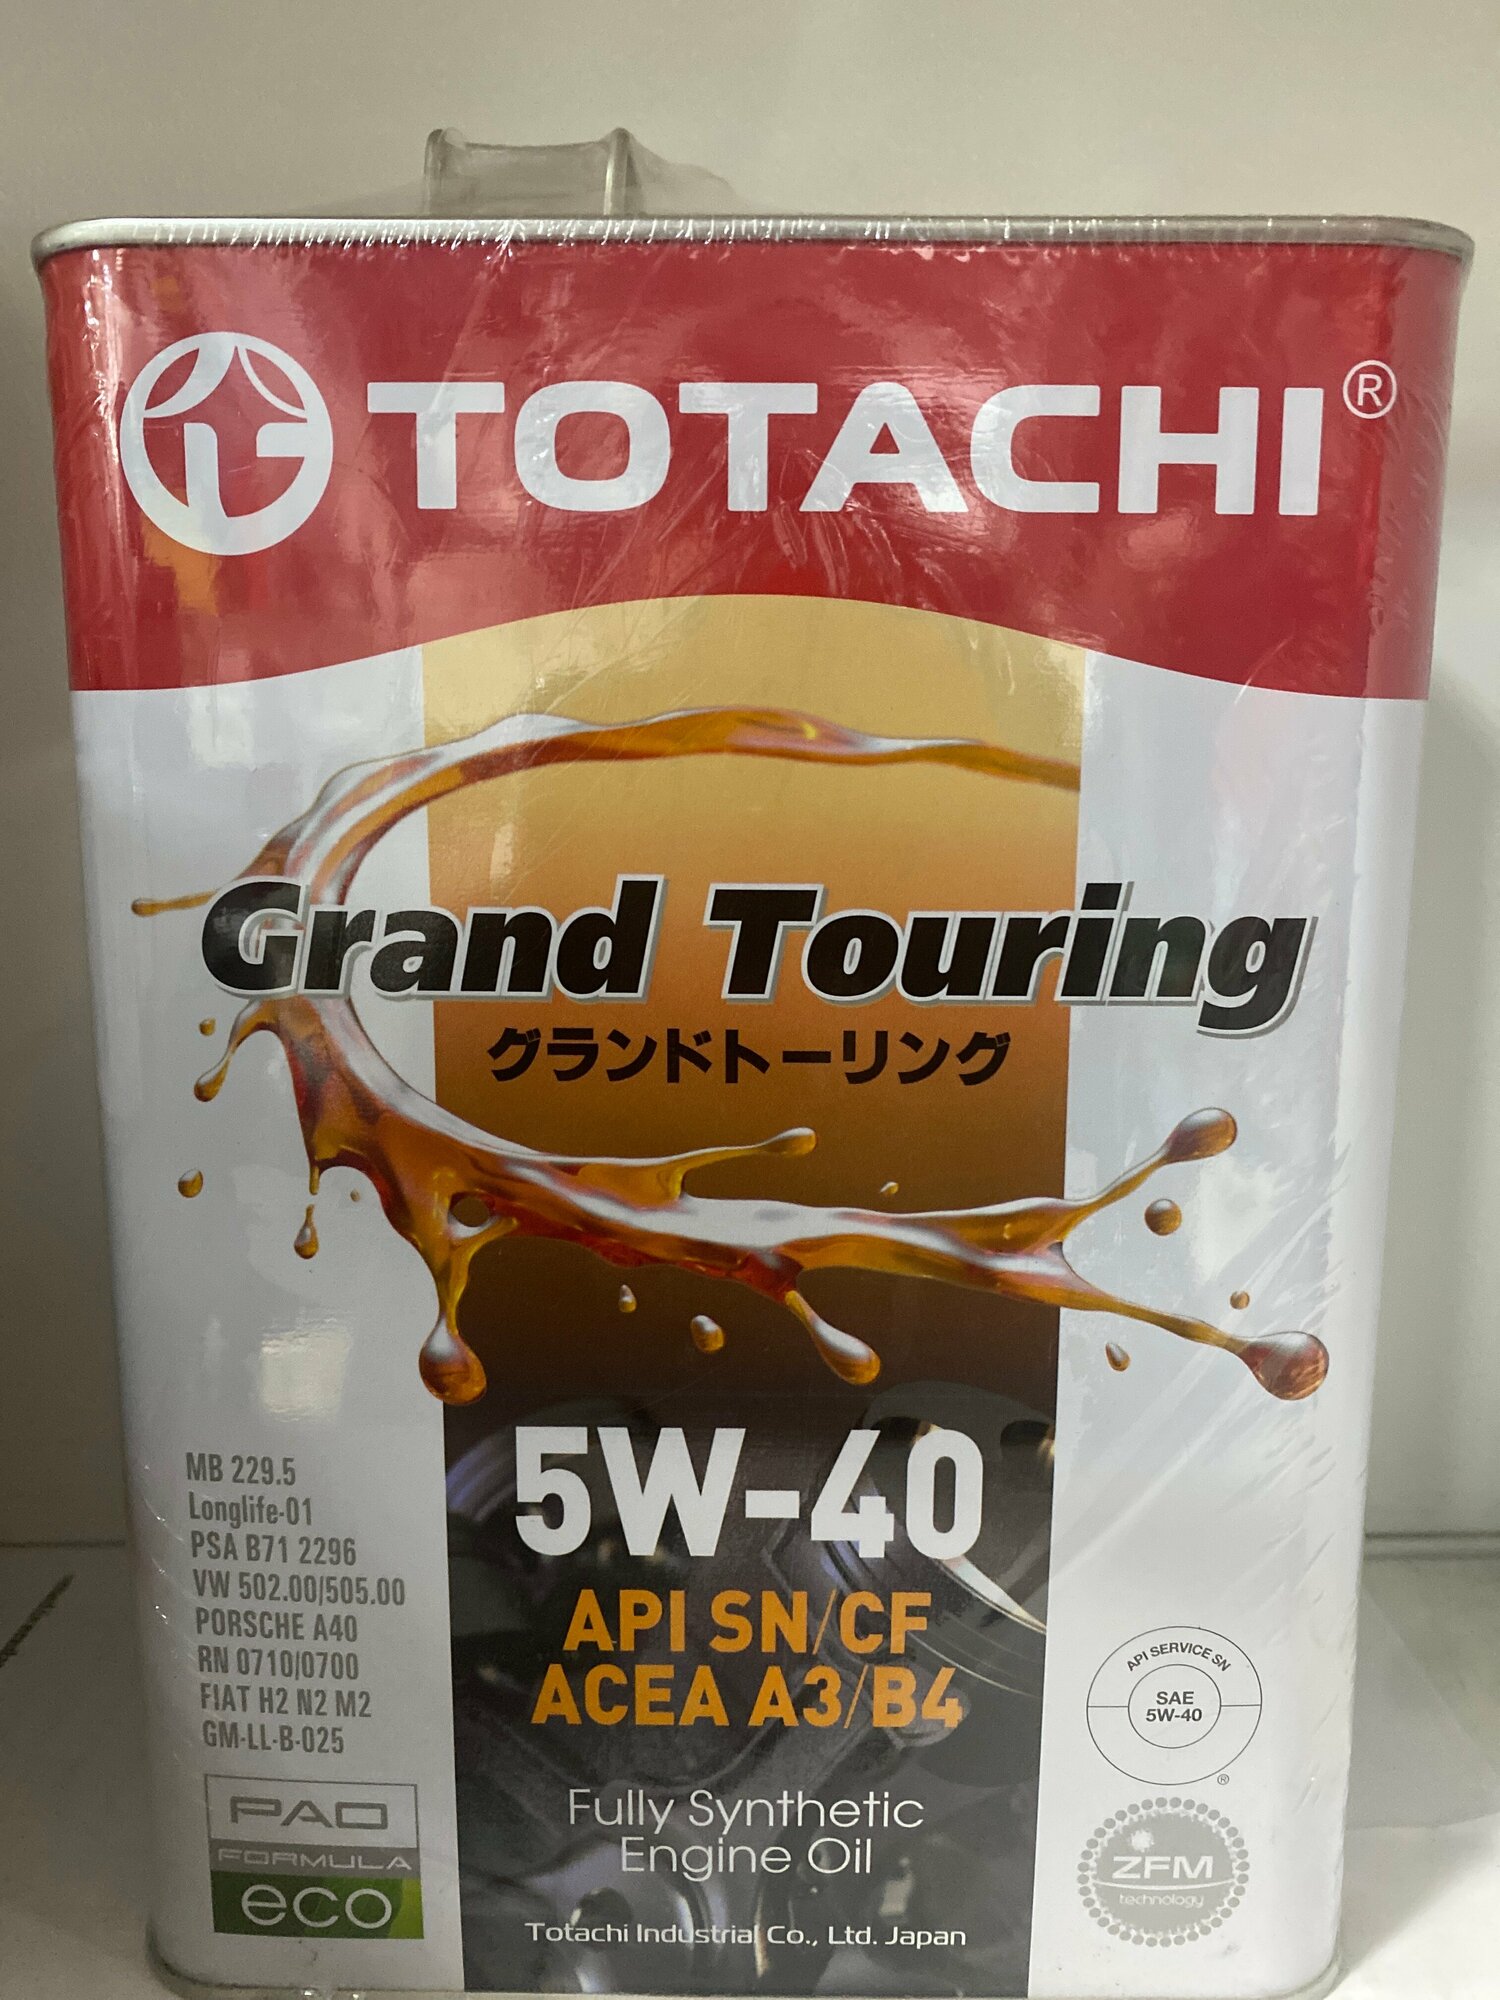 TOTACHI®
Grand Touring
グランドトーリング
5W-40
API SN/CF
ACEA A3/B4
Fully Synthetic
Engine Oil
Totachi Industrial Co., Ltd. Japan
MB 229.5
Longlife-01
PSA B71 2296
VW 502.00/505.00
PORSCHE A40
RN 0710/0700
FIAT H2 N2 M2
GM-LL-B-025
PAO
FORMULA
eco
API SERVICE SN
SAE
5W-40
®
ZFM
technology